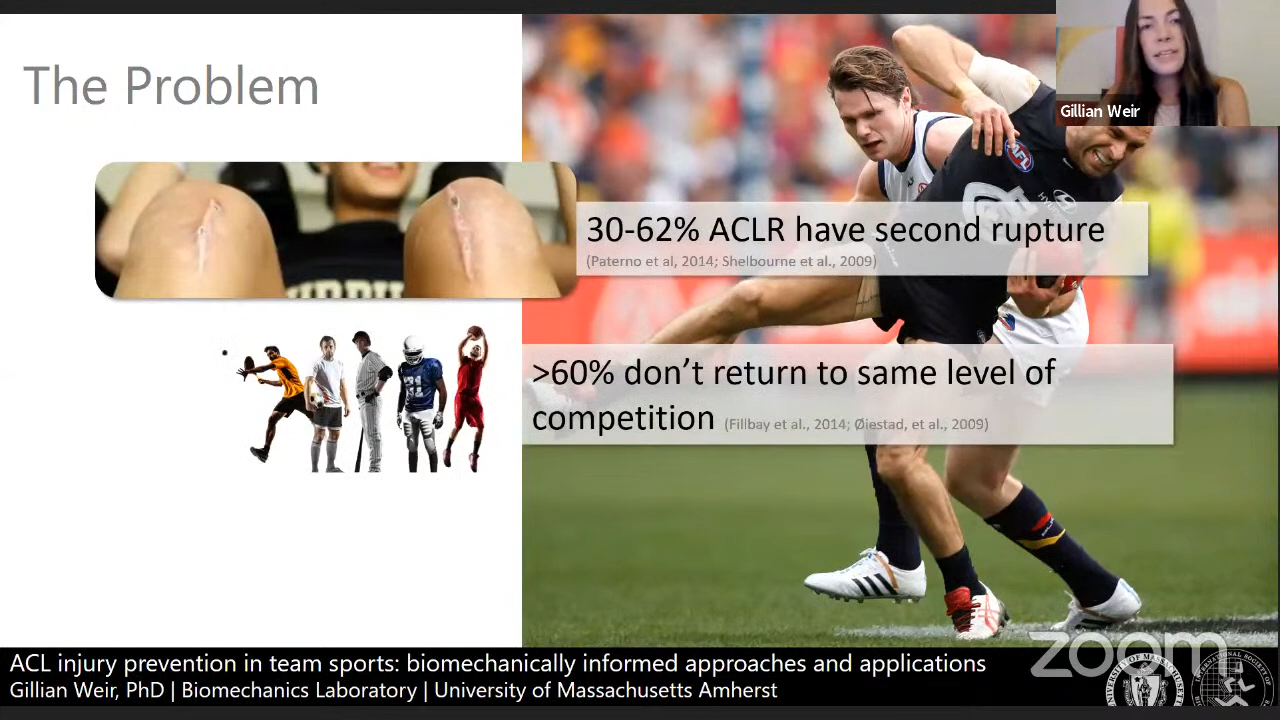 The Problem
Gillian Weir
AFL
30-62% ACLR have second rupture
(Paterno et al, 2014; Shelbourne et al., 2009)
>60% don't return to same level of
competition (Fillbay et al., 2014; Øiestad, et al., 2009)
ACL injury prevention in team sports: biomechanically informed approaches and applications
Gillian Weir, PhD | Biomechanics Laboratory | University of Massachusetts Amherst
zoom